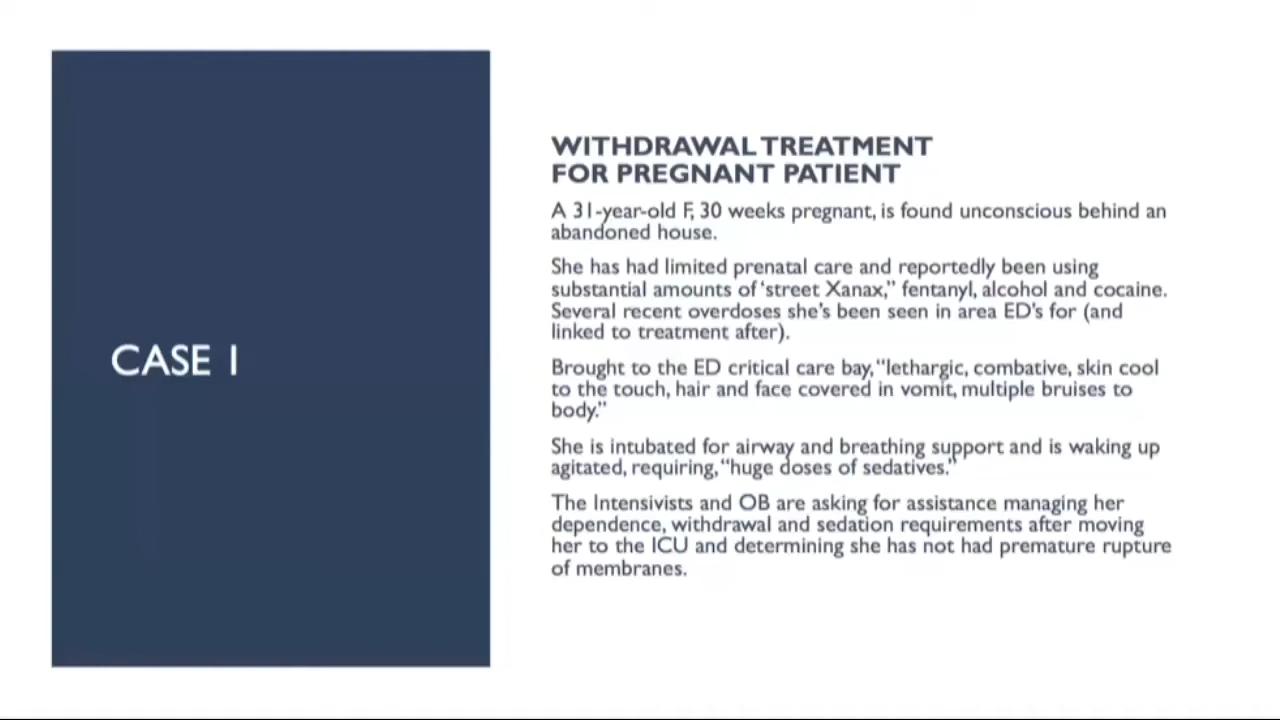 CASE 1
WITHDRAWAL TREATMENT
FOR PREGNANT PATIENT
A 31-year-old F, 30 weeks pregnant, is found unconscious behind an
abandoned house.
She has had limited prenatal care and reportedly been using
substantial amounts of ‘street Xanax,” fentanyl, alcohol and cocaine.
Several recent overdoses she’s been seen in area ED’s for (and
linked to treatment after).
Brought to the ED critical care bay, “lethargic, combative, skin cool
to the touch, hair and face covered in vomit, multiple bruises to
body.”
She is intubated for airway and breathing support and is waking up
agitated, requiring, “huge doses of sedatives.”
The Intensivists and OB are asking for assistance managing her
dependence, withdrawal and sedation requirements after moving
her to the ICU and determining she has not had premature rupture
of membranes.